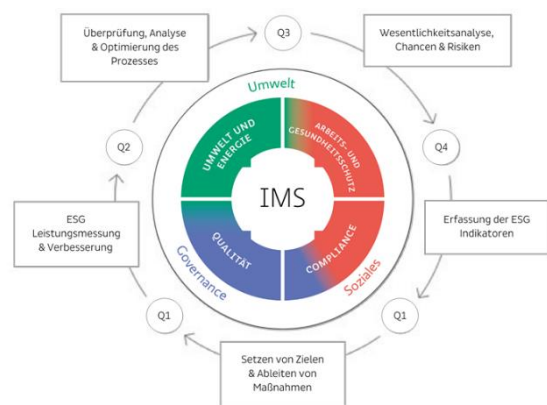 Überprüfung, Analyse
& Optimierung des
Prozesses
Q3
Wesentlichkeitsanalyse,
Chancen & Risiken
Umwelt
UMWELT UND
ENERGIE
ARBEITS- UND
GESUNDHEITSSCHUTZ
Q2
Q4
IMS
ESG
Leistungsmessung
& Verbesserung
Erfassung der ESG
Indikatoren
QUALITÄT
COMPLIANCE
Governance
Soziales
Q1
Q1
Setzen von Zielen
& Ableiten von
Maßnahmen